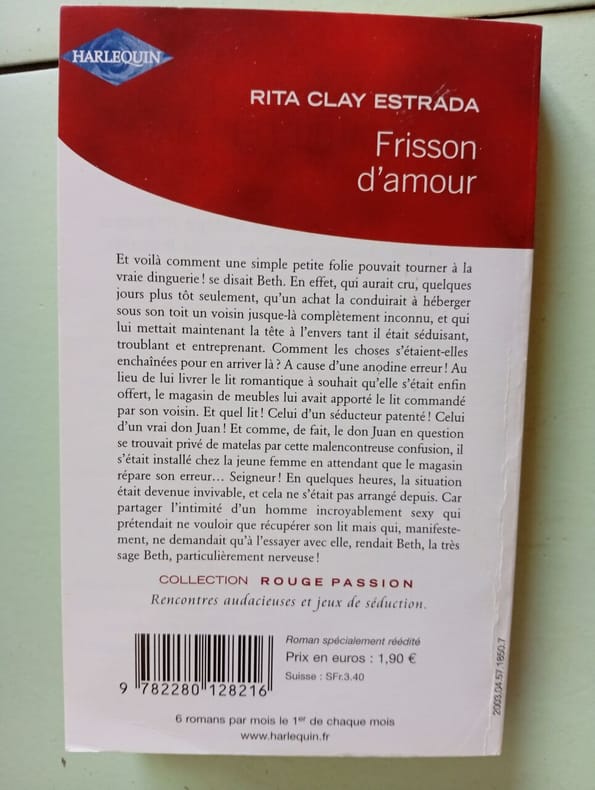 HARLEQUIN
RITA CLAY ESTRADA
Frisson
d'amour
Et voilà comment une simple petite folie pouvait tourner à la
vraie dinguerie ! se disait Beth. En effet, qui aurait cru, quelques
jours plus tôt seulement, qu'un achat la conduirait à héberger
sous son toit un voisin jusque-là complètement inconnu, et qui
lui mettait maintenant la tête à l'envers tant il était séduisant,
troublant et entreprenant. Comment les choses s'étaient-elles
enchaînées pour en arriver là ? A cause d'une anodine erreur ! Au
lieu de lui livrer le lit romantique à souhait qu'elle s'était enfin
offert, le magasin de meubles lui avait apporté le lit commandé
par son voisin. Et quel lit ! Celui d'un séducteur patenté ! Celui
d'un vrai don Juan ! Et comme, de fait, le don Juan en question
se trouvait privé de matelas par cette malencontreuse confusion, il
s'était installé chez la jeune femme en attendant que le magasin
répare son erreur... Seigneur ! En quelques heures, la situation
était devenue invivable, et cela ne s'était pas arrangé depuis. Car
partager l'intimité d'un homme incroyablement sexy qui
prétendait ne vouloir que récupérer son lit mais qui, manifeste-
ment, ne demandait qu'à l'essayer avec elle, rendait Beth, la très
sage Beth, particulièrement nerveuse !
COLLECTION ROUGE PASSION
Rencontres audacieuses et jeux de séduction.
Roman spécialement réédité
Prix en euros : 1,90 €
Suisse : SFr.3.40
9 782280 128216
2003.04.57.1850.7
6 romans par mois le 1er de chaque mois
www.harlequin.fr